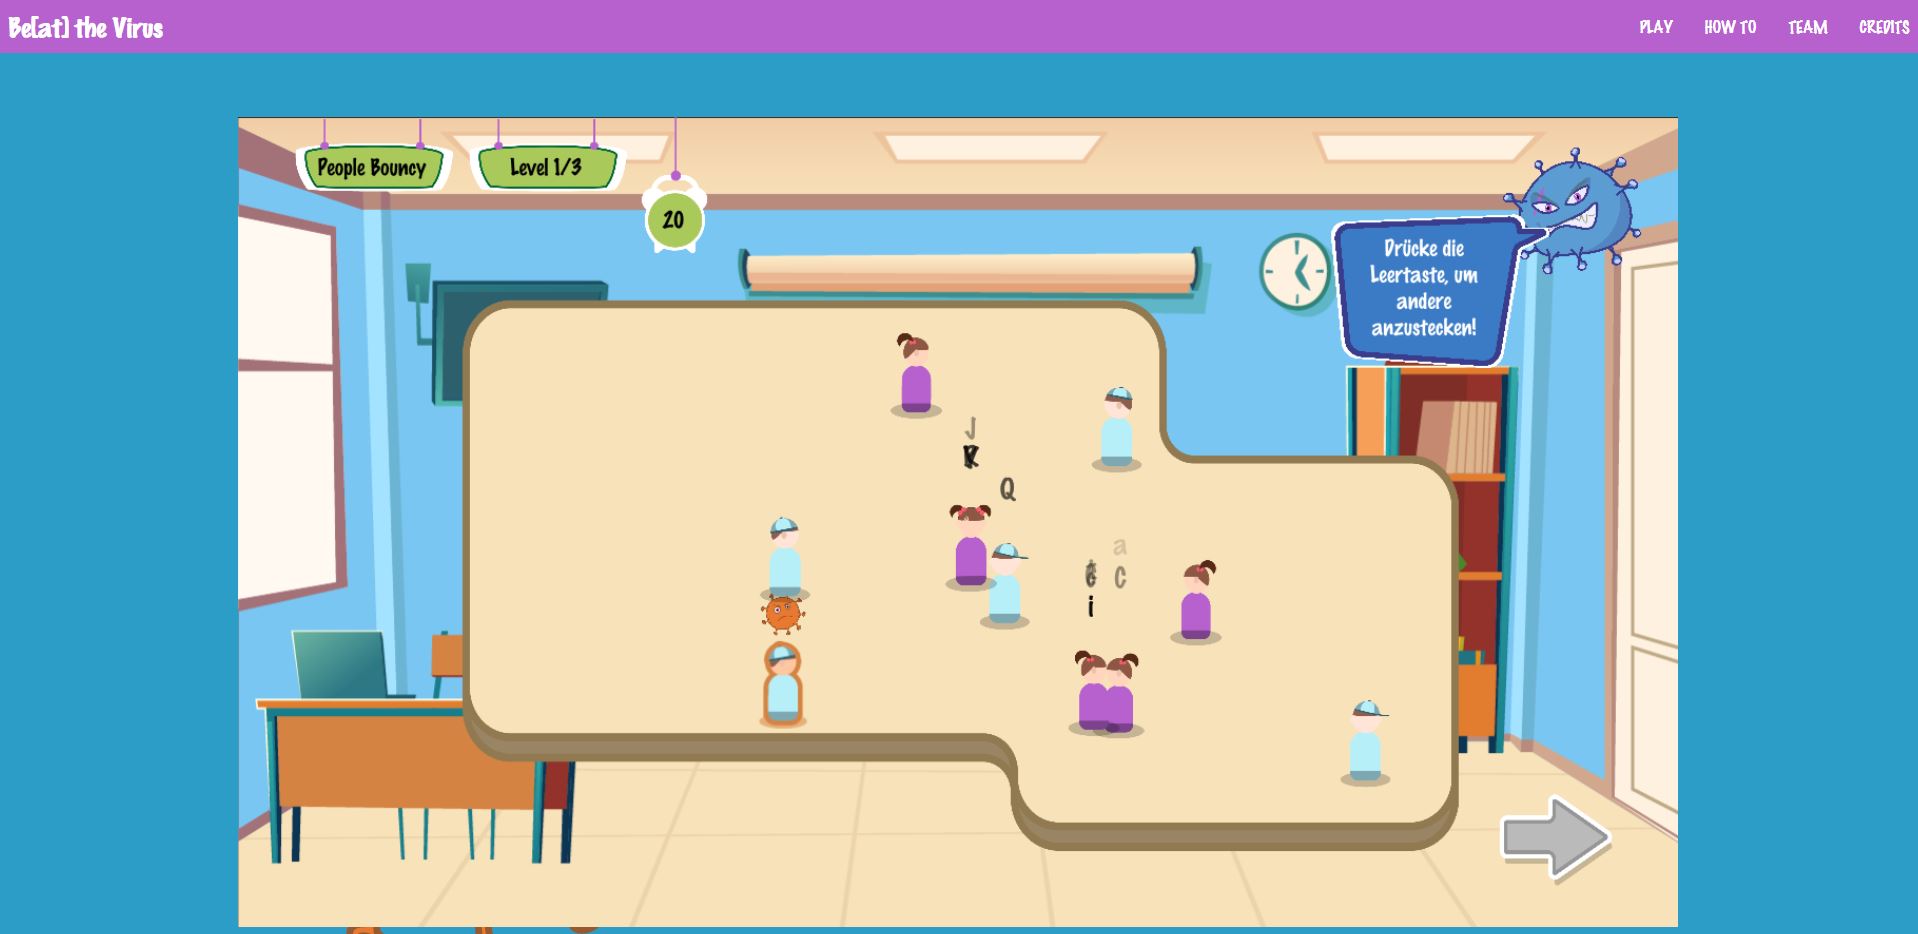 Be[at] the Virus
PLAY HOW TO TEAM CREDITS
People Bouncy
Level 1/3
20
Drücke die
Leertaste, um
andere
anzustecken!
J
Q
a
C
i